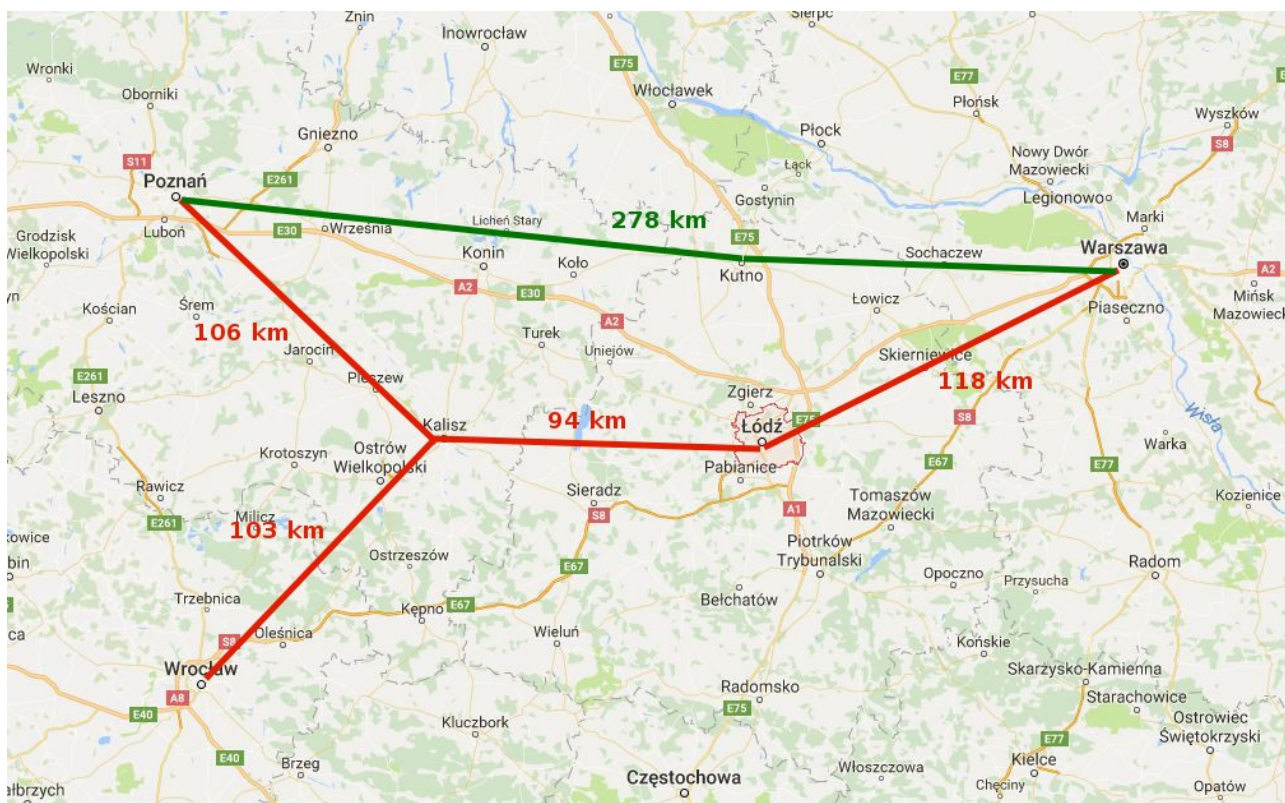 Znin
Sierpc
Inowrocław
E75
E77
Wronki
Włocławek
Płońsk
Oborniki
Wyszków
Płock
Gniezno
S8
Nowy Dwór
Mazowiecki
S11
Łąck
E261
Poznań
Gostynin
Legionowo
278 km
Marki
Licheń Stary
Luboń
E30
Września
E75
Warszawa
Grodzisk
Wielkopolski
Konin
Koło
Kutno
Sochaczew
A2
A2
E30
Mińsk
Mazowiecki
Kościan
Śrem
Łowicz
Piaseczno
A2
106 km
Turek
Uniejów
Jarocin
Skierniewice
E261
Pleszew
118 km
Leszno
Zgierz
94 km
E75
Wisła
Kalisz
Łódź
S8
Ostrów
Wielkopolski
Warka
Krotoszyn
Pabianice
E67
E77
Rawicz
Sieradz
Kozienice
Tomaszów
Mazowiecki
Milicz
S8
A1
E261
103 km
kowice
Piotrków
Trybunalski
Ostrzeszów
bin
E67
Radom
Opoczno
Przysucha
Trzebnica
Bełchatów
Kępno
E67
ca
Oleśnica
S8
Wieluń
Końskie
Wrocław
Skarżysko-Kamienna
A8
Radomsko
Starachowice
E40
E75
Kluczbork
Ostrowiec
Świętokrzyski
E77
E40
Brzeg
Kielce
Częstochowa
Włoszczowa
Chęciny
Opatów
ałbrzych